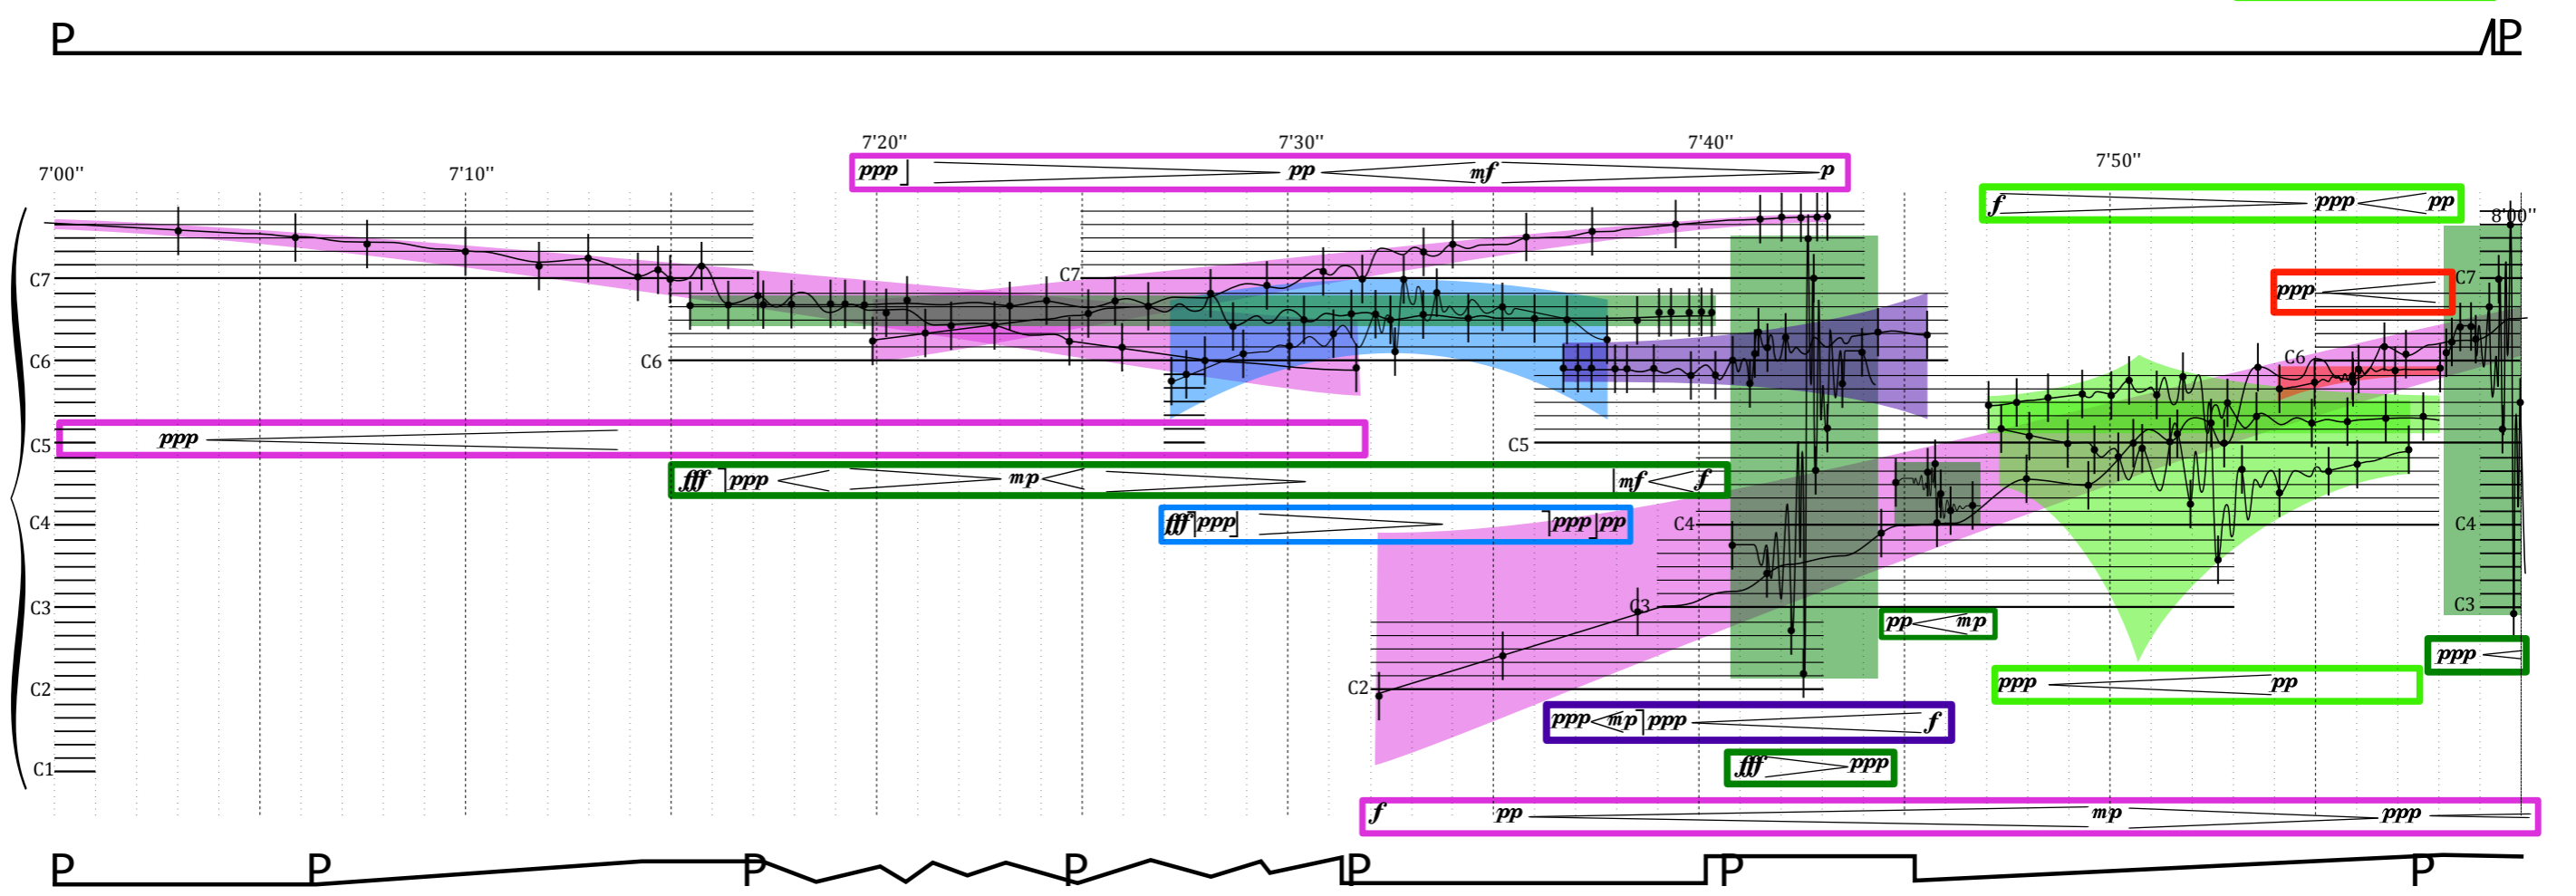 P P
7'20'' 7'30'' 7'40''
7'00'' 7'10'' 7'50''
ppp pp mf p
f ppp pp
8'00''
C7 C7 C7
ppp
C6 C6 C6
C5 ppp C5
fff ppp mp mf f
C4 fff ppp ppp pp C4 C4
C3 C3 C3
pp mp
ppp
C2 C2 ppp pp
ppp mp ppp f
C1 fff ppp
f pp mp ppp
P P P P P P P